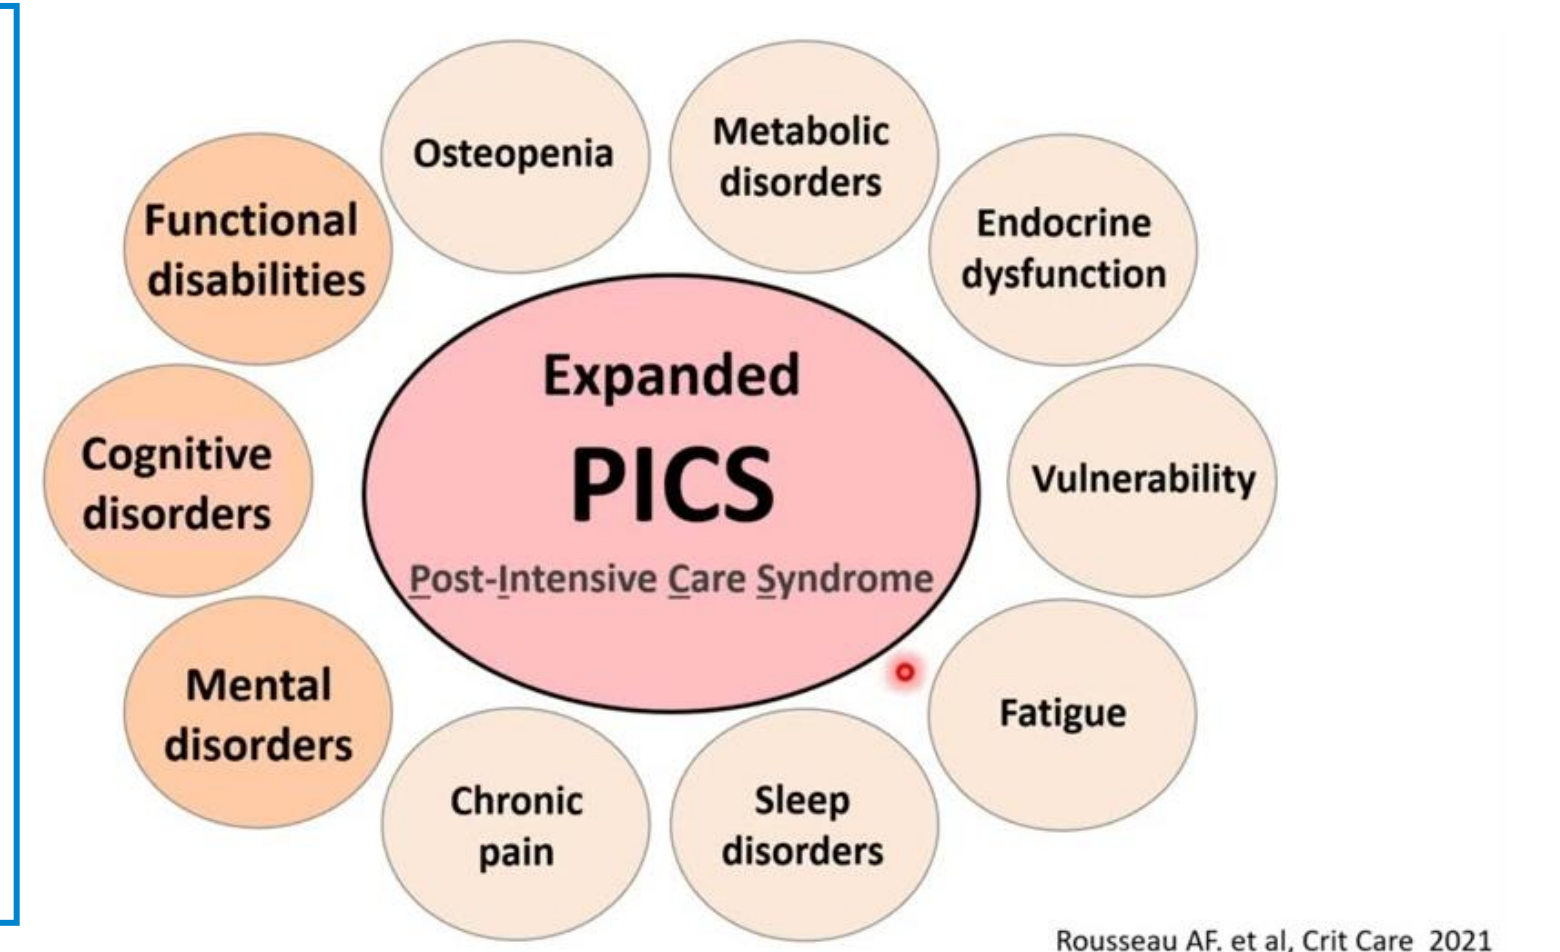 Osteopenia
Metabolic
disorders
Functional
disabilities
Endocrine
dysfunction
Expanded
PICS
Post-Intensive Care Syndrome
Cognitive
disorders
Vulnerability
Mental
disorders
Fatigue
Chronic
pain
Sleep
disorders
Rousseau AF. et al, Crit Care 2021